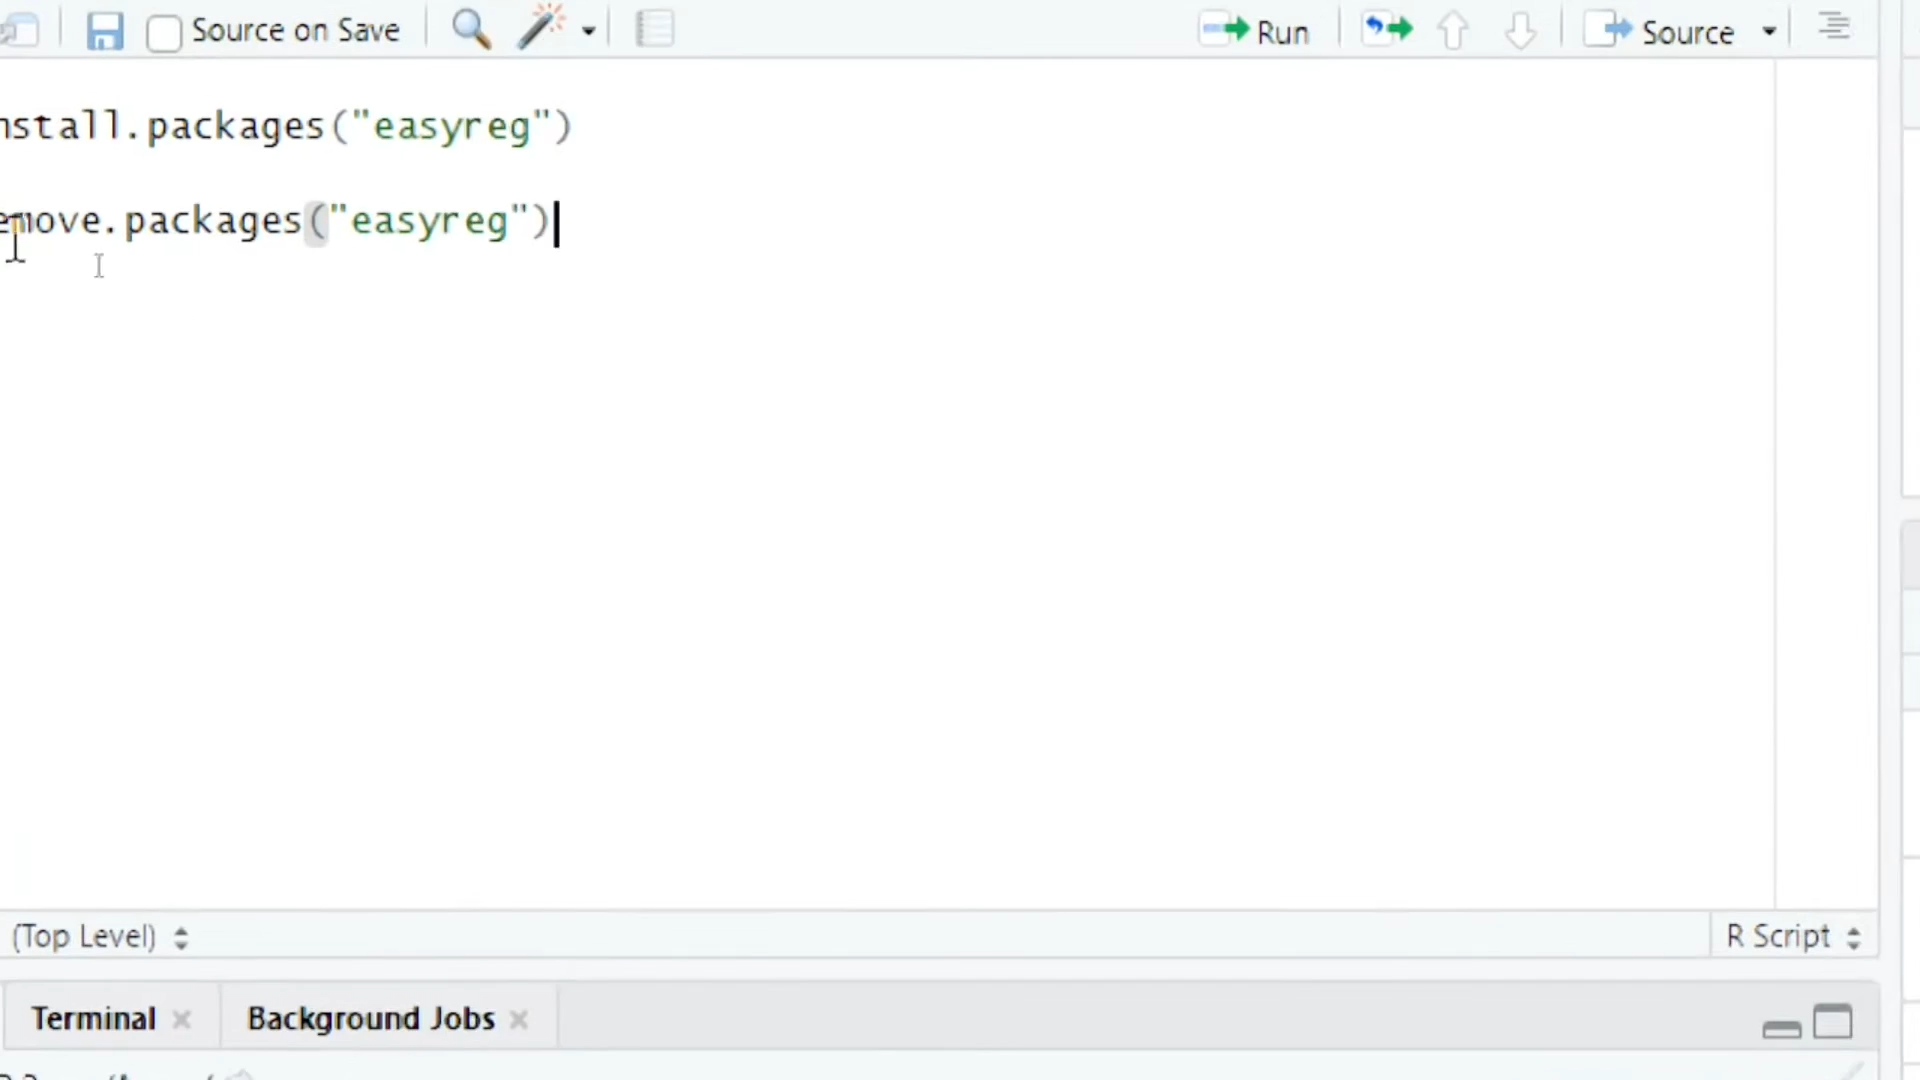 Source on Save Run Source
nstall.packages("easyreg")
emove.packages("easyreg")
(Top Level) R Script
Terminal Background Jobs